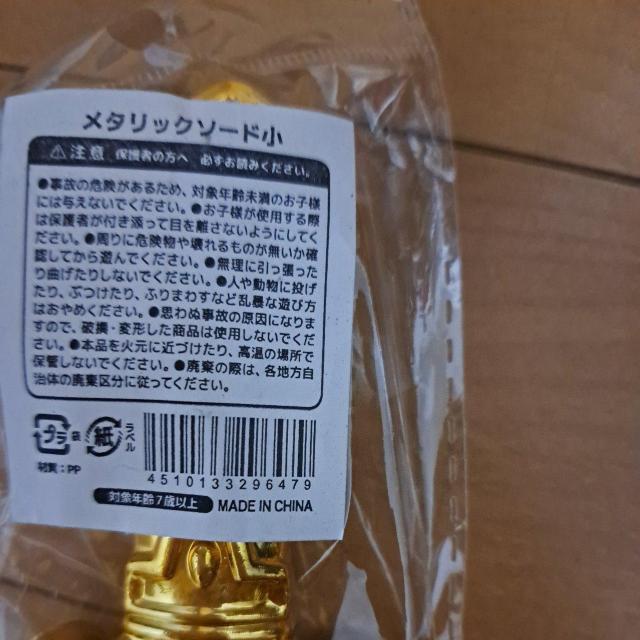 メタリックソード小
⚠注意 保護者の方へ 必ずお読みください。
●事故の危険があるため、対象年齢未満のお子様
には与えないでください。●お子様が使用する際
は保護者が付き添って目を離さないようにしてく
ださい。●周りに危険物や壊れるものが無いか確
認してから遊んでください。●無理に引っ張った
り曲げたりしないでください。●人や動物に投げ
たり、ぶつけたり、ふりまわすなど乱暴な遊び方
はおやめください。●思わぬ事故の原因になりま
すので、破損・変形した商品は使用しないでくだ
さい。●本品を火元に近づけたり、高温の場所で
保管しないでください。●廃棄の際は、各地方自
治体の廃棄区分に従ってください。
プラ 袋 紙 ラベル
材質:PP
4510133296479
対象年齢7歳以上 MADE IN CHINA